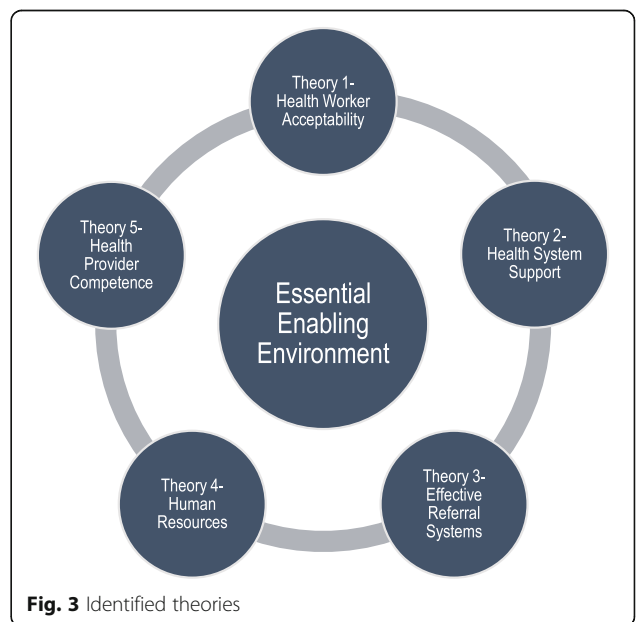 Theory 1-
Health Worker
Acceptability
Theory 2-
Health System
Support
Theory 3-
Effective
Referral
Systems
Theory 4-
Human
Resources
Theory 5-
Health
Provider
Competence
Essential
Enabling
Environment
Fig. 3 Identified theories